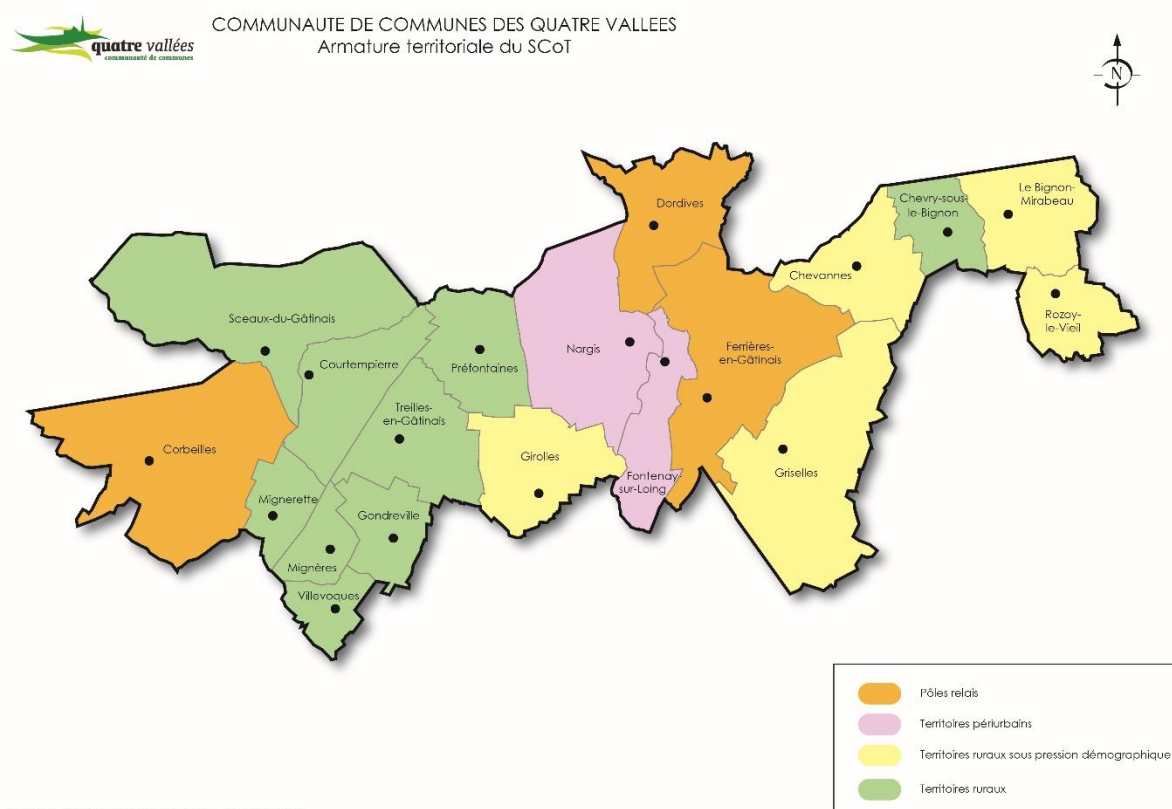 COMMUNAUTE DE COMMUNES DES QUATRE VALLEES
Armature territoriale du SCoT
quatre vallées
communauté de communes
N
Dordives
Le Bignon-
Mirabeau
Chevry-sous-
le-Bignon
Chevannes
Rozoy-
le-Vieil
Sceaux-du-Gâtinais
Courtempierre
Préfontaines
Nargis
Ferrières-
en-Gâtinais
Treilles-
en-Gâtinais
Corbeilles
Girolles
Griselles
Fontenay-
sur-Loing
Mignerette
Gondreville
Mignères
Villevoques
Pôles relais
Territoires périurbains
Territoires ruraux sous pression démographique
Territoires ruraux